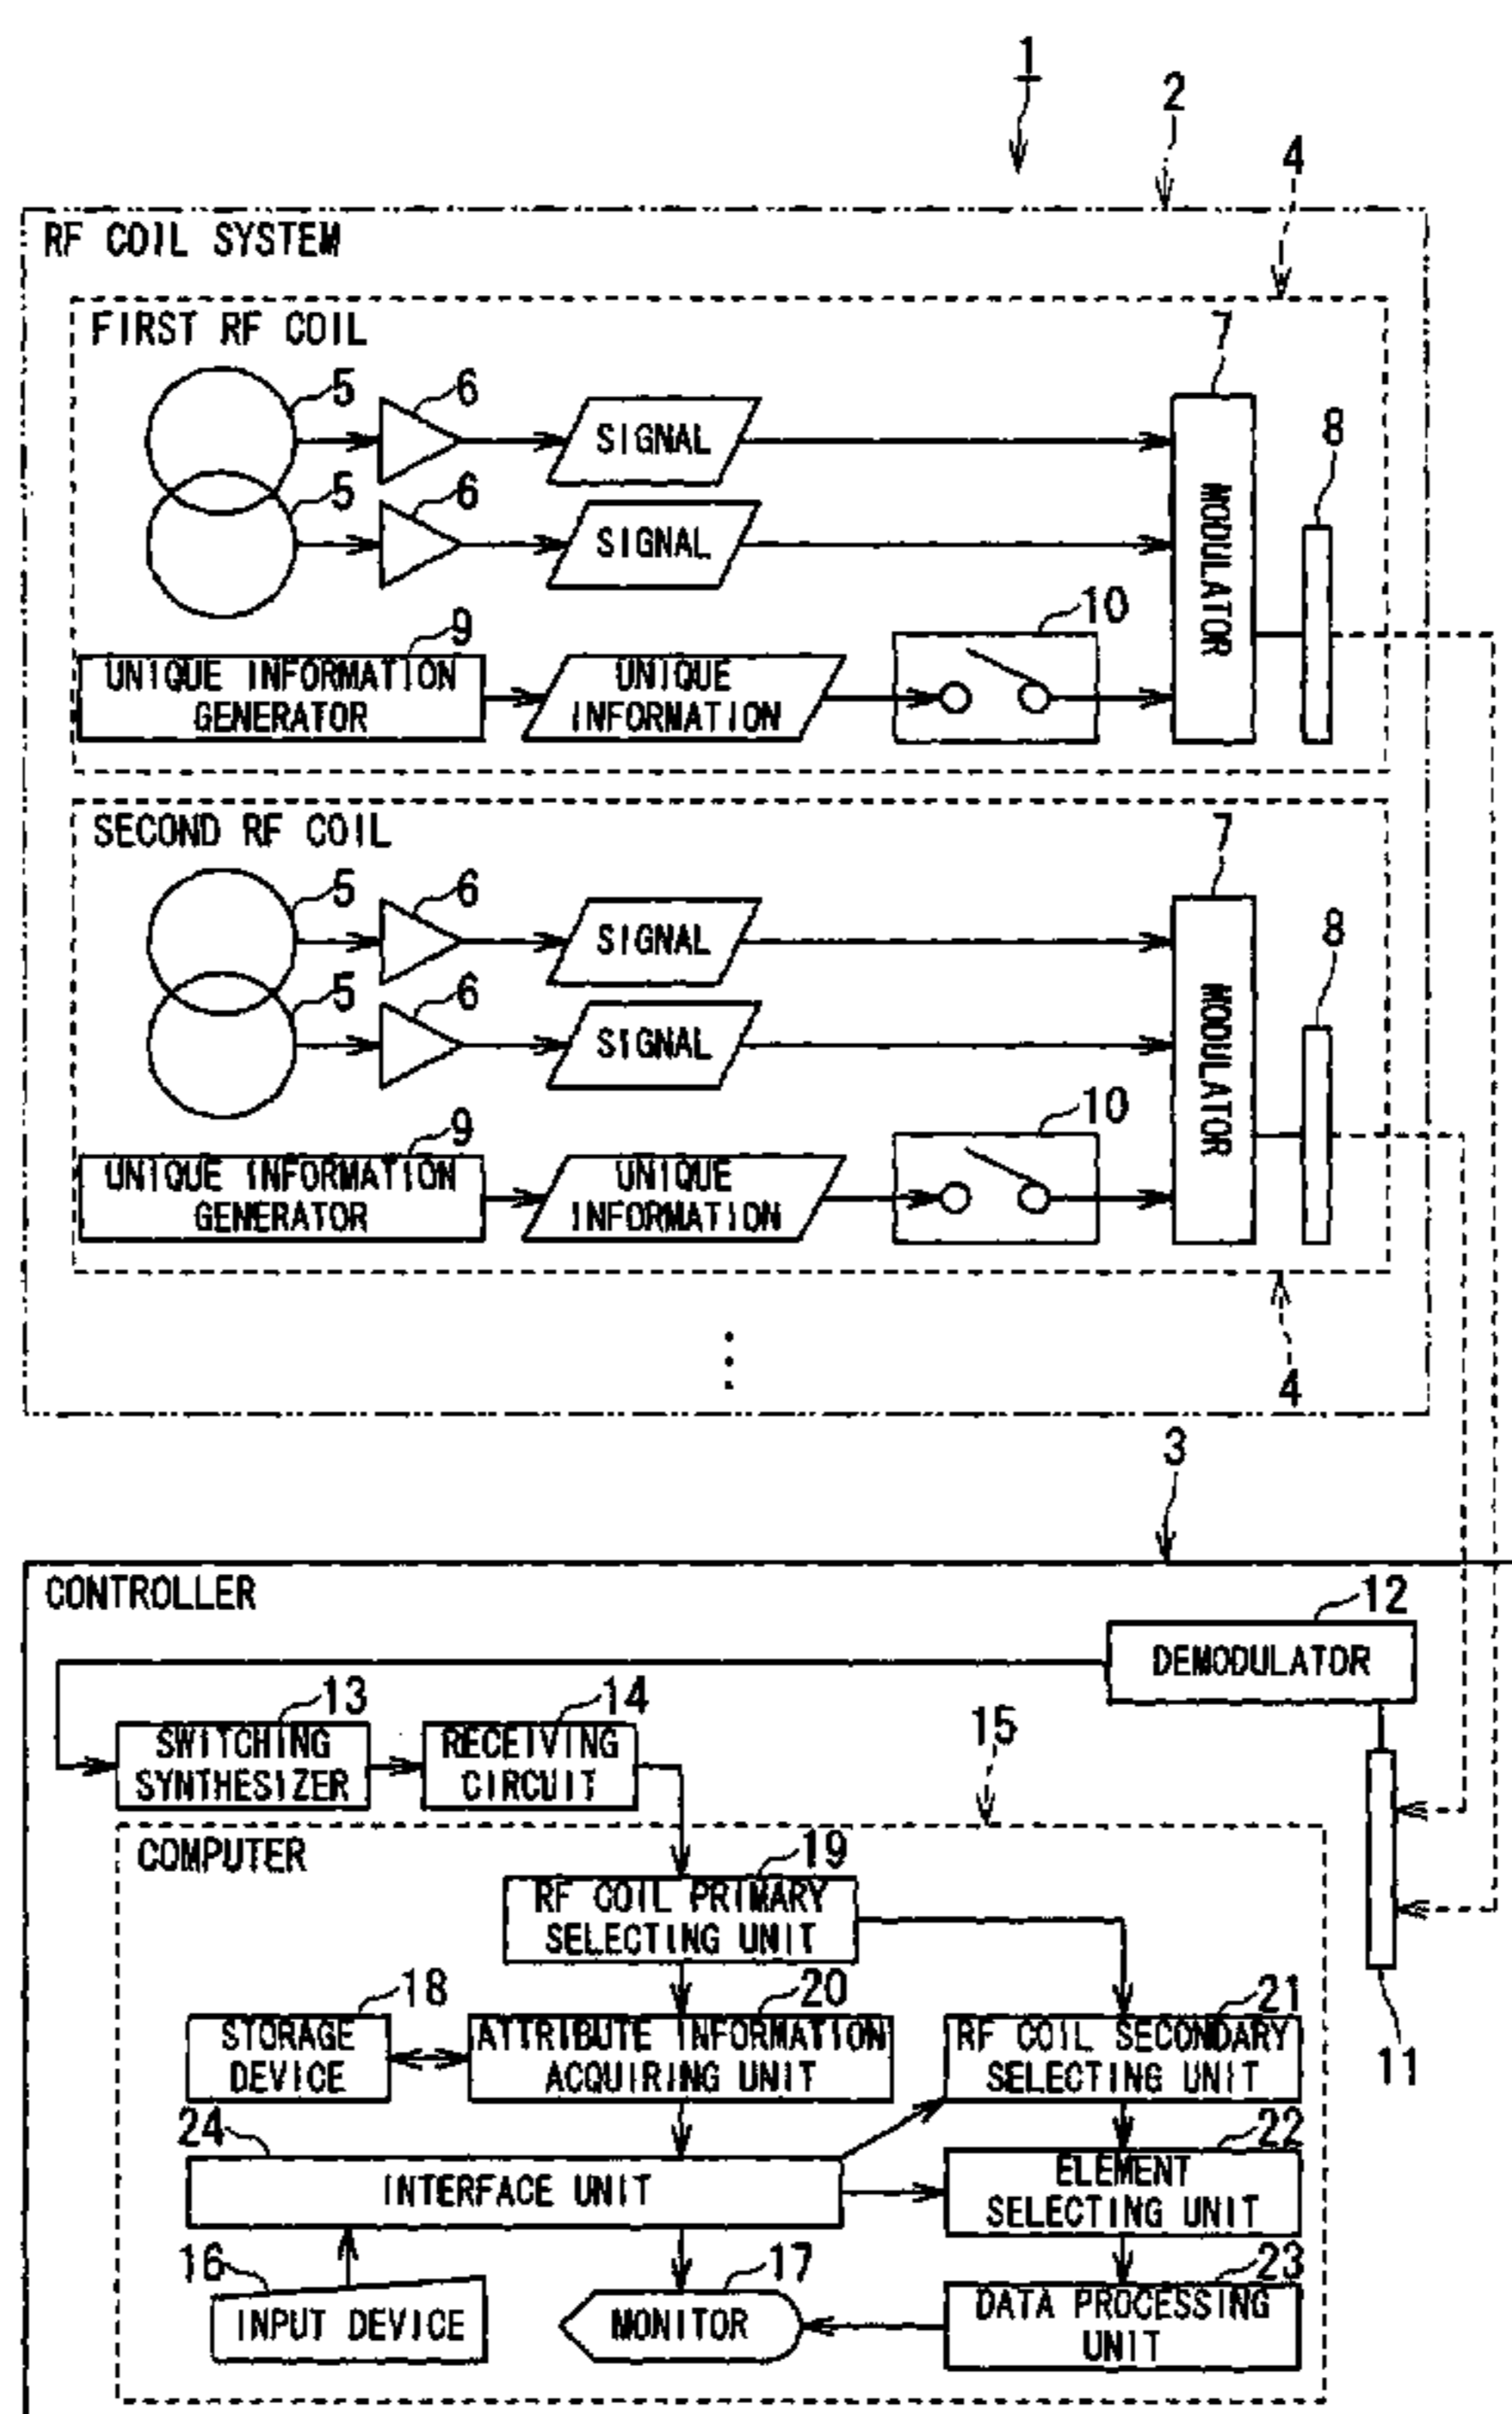 1
2
4
RF COIL SYSTEM
FIRST RF COIL
7
5
6
SIGNAL
8
5
6
SIGNAL
MODULATOR
10
9
UNIQUE INFORMATION
GENERATOR
UNIQUE
INFORMATION
SECOND RF COIL
7
5
6
SIGNAL
8
5
6
SIGNAL
MODULATOR
10
9
UNIQUE INFORMATION
GENERATOR
UNIQUE
INFORMATION
4
3
CONTROLLER
12
DEMODULATOR
13
14
15
SWITCHING
SYNTHESIZER
RECEIVING
CIRCUIT
COMPUTER
19
RF COIL PRIMARY
SELECTING UNIT
18
20
21
STORAGE
DEVICE
ATTRIBUTE INFORMATION
ACQUIRING UNIT
RF COIL SECONDARY
SELECTING UNIT
11
24
22
INTERFACE UNIT
ELEMENT
SELECTING UNIT
16
17
23
INPUT DEVICE
MONITOR
DATA PROCESSING
UNIT